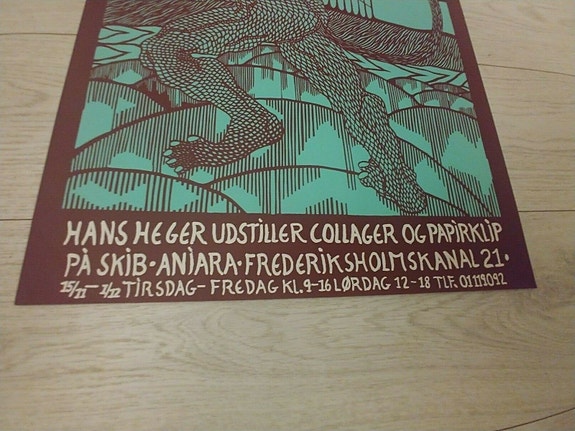 HANS HEGER UDSTILLER COLLAGER OG PAPIRKLIP
PÅ SKIB • ANIARA • FREDERIKSHOLMSKANAL 21 •
15/11 – 1/12 TIRSDAG – FREDAG KL. 9-16 LØRDAG 12-18 TLF. 01119092